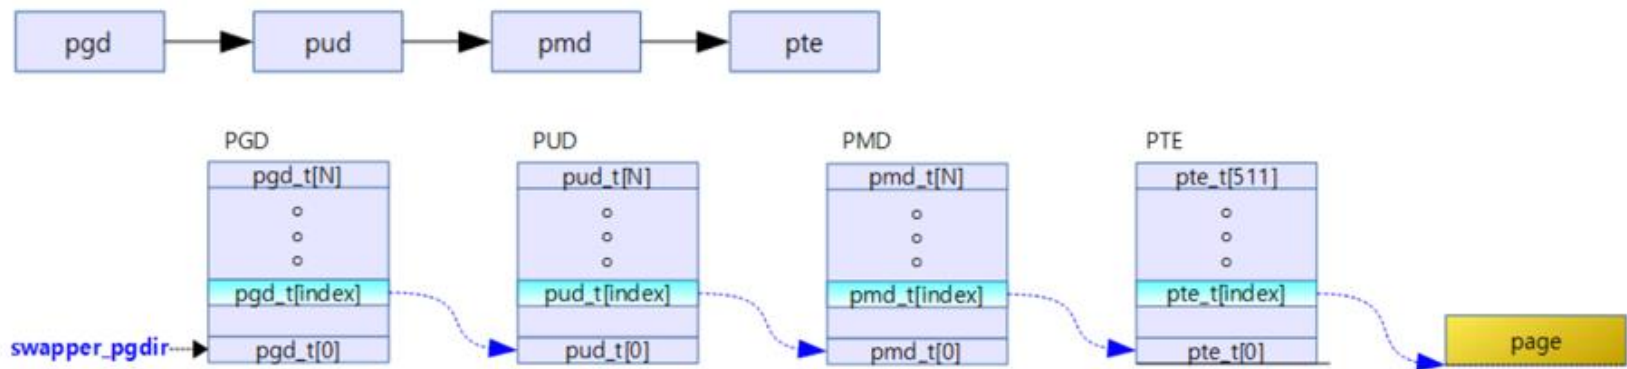 pgd pud pmd pte
PGD PUD PMD PTE
pgd_t[N] pud_t[N] pmd_t[N] pte_t[511]
pgd_t[index] pud_t[index] pmd_t[index] pte_t[index]
swapper_pgdir pgd_t[0] pud_t[0] pmd_t[0] pte_t[0] page